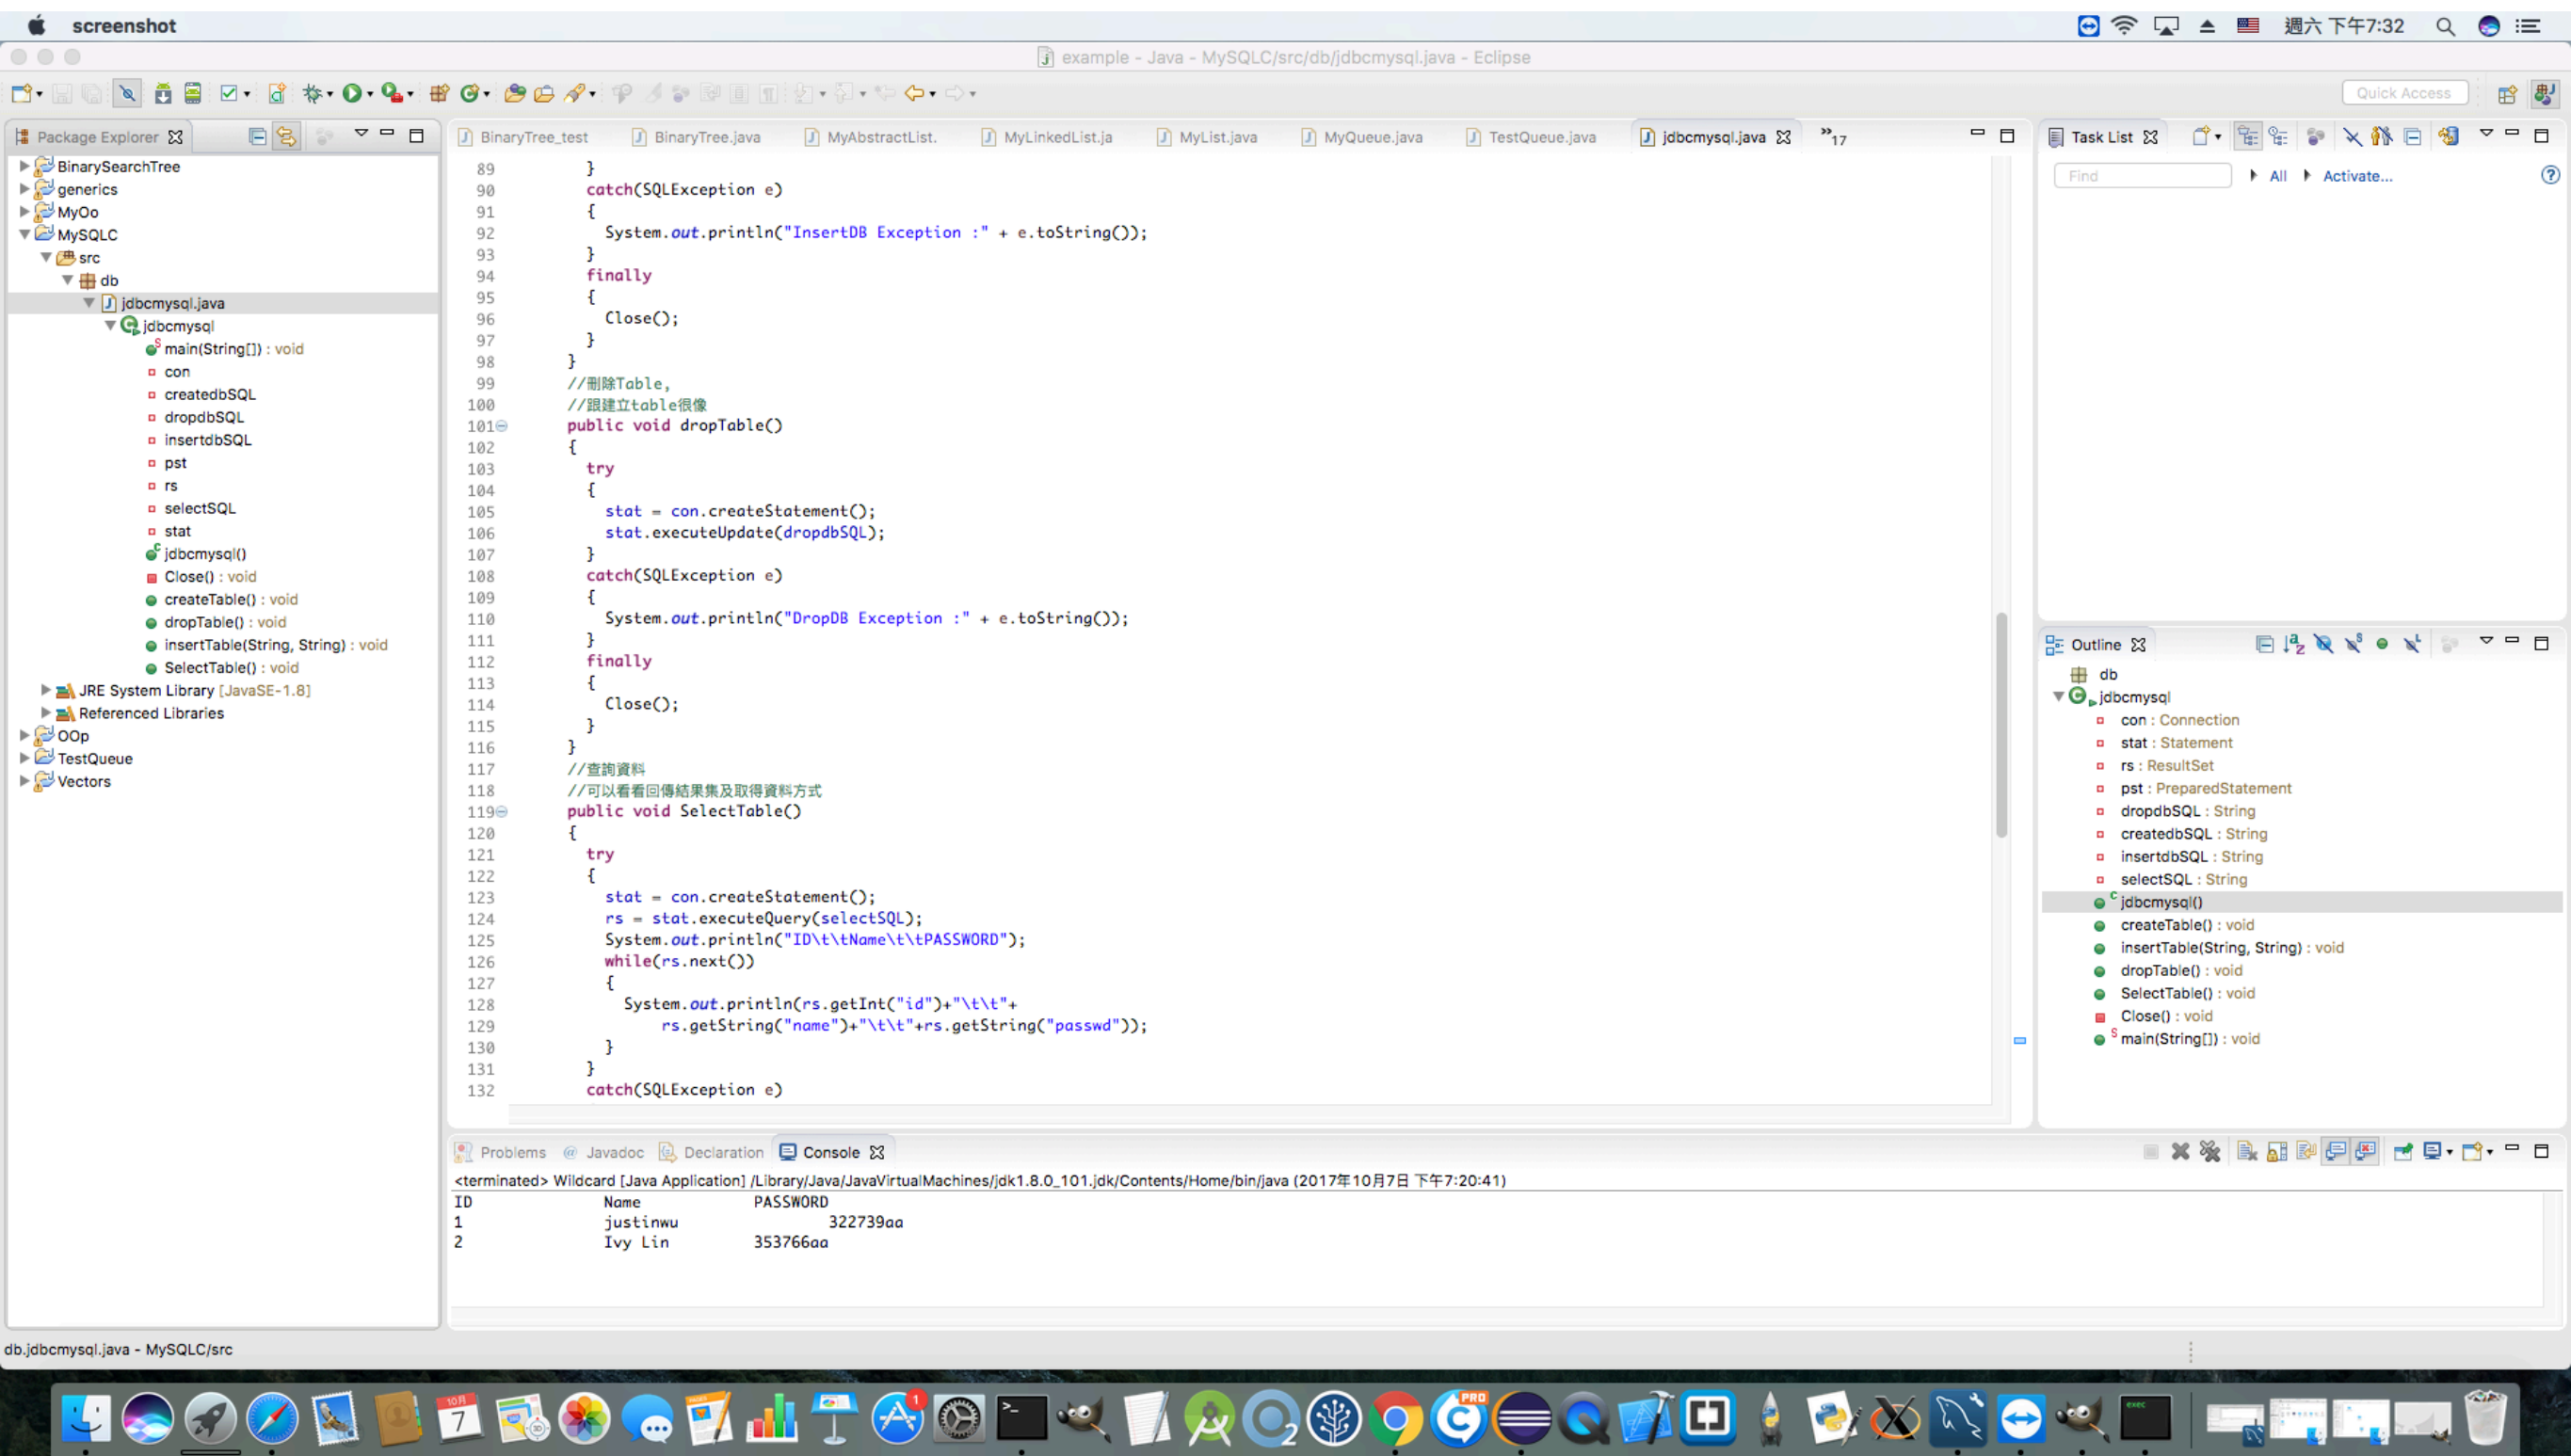 screenshot
週六 下午7:32
example - Java - MySQLC/src/db/jdbcmysql.java - Eclipse
Quick Access
Package Explorer
BinarySearchTree
generics
MyOo
MySQLC
src
db
jdbcmysql.java
jdbcmysql
main(String[]) : void
con
createdbSQL
dropdbSQL
insertdbSQL
pst
rs
selectSQL
stat
jdbcmysql()
Close() : void
createTable() : void
dropTable() : void
insertTable(String, String) : void
SelectTable() : void
JRE System Library [JavaSE-1.8]
Referenced Libraries
OOp
TestQueue
Vectors
BinaryTree_test
BinaryTree.java
MyAbstractList.
MyLinkedList.ja
MyList.java
MyQueue.java
TestQueue.java
jdbcmysql.java
»17
89 }
90 catch(SQLException e)
91 {
92 System.out.println("InsertDB Exception :" + e.toString());
93 }
94 finally
95 {
96 Close();
97 }
98 }
99 //刪除Table,
100 //跟建立table很像
101 public void dropTable()
102 {
103 try
104 {
105 stat = con.createStatement();
106 stat.executeUpdate(dropdbSQL);
107 }
108 catch(SQLException e)
109 {
110 System.out.println("DropDB Exception :" + e.toString());
111 }
112 finally
113 {
114 Close();
115 }
116 }
117 //查詢資料
118 //可以看看回傳結果集及取得資料方式
119 public void SelectTable()
120 {
121 try
122 {
123 stat = con.createStatement();
124 rs = stat.executeQuery(selectSQL);
125 System.out.println("ID\t\tName\t\tPASSWORD");
126 while(rs.next())
127 {
128 System.out.println(rs.getInt("id")+"\t\t"+
129 rs.getString("name")+"\t\t"+rs.getString("passwd"));
130 }
131 }
132 catch(SQLException e)
Task List
Find
All
Activate...
Outline
db
jdbcmysql
con : Connection
stat : Statement
rs : ResultSet
pst : PreparedStatement
dropdbSQL : String
createdbSQL : String
insertdbSQL : String
selectSQL : String
jdbcmysql()
createTable() : void
insertTable(String, String) : void
dropTable() : void
SelectTable() : void
Close() : void
main(String[]) : void
Problems
@ Javadoc
Declaration
Console
<terminated> Wildcard [Java Application] /Library/Java/JavaVirtualMachines/jdk1.8.0_101.jdk/Contents/Home/bin/java (2017年10月7日 下午7:20:41)
ID Name PASSWORD
1 justinwu 322739aa
2 Ivy Lin 353766aa
db.jdbcmysql.java - MySQLC/src
10月
7
1
PRO
exec